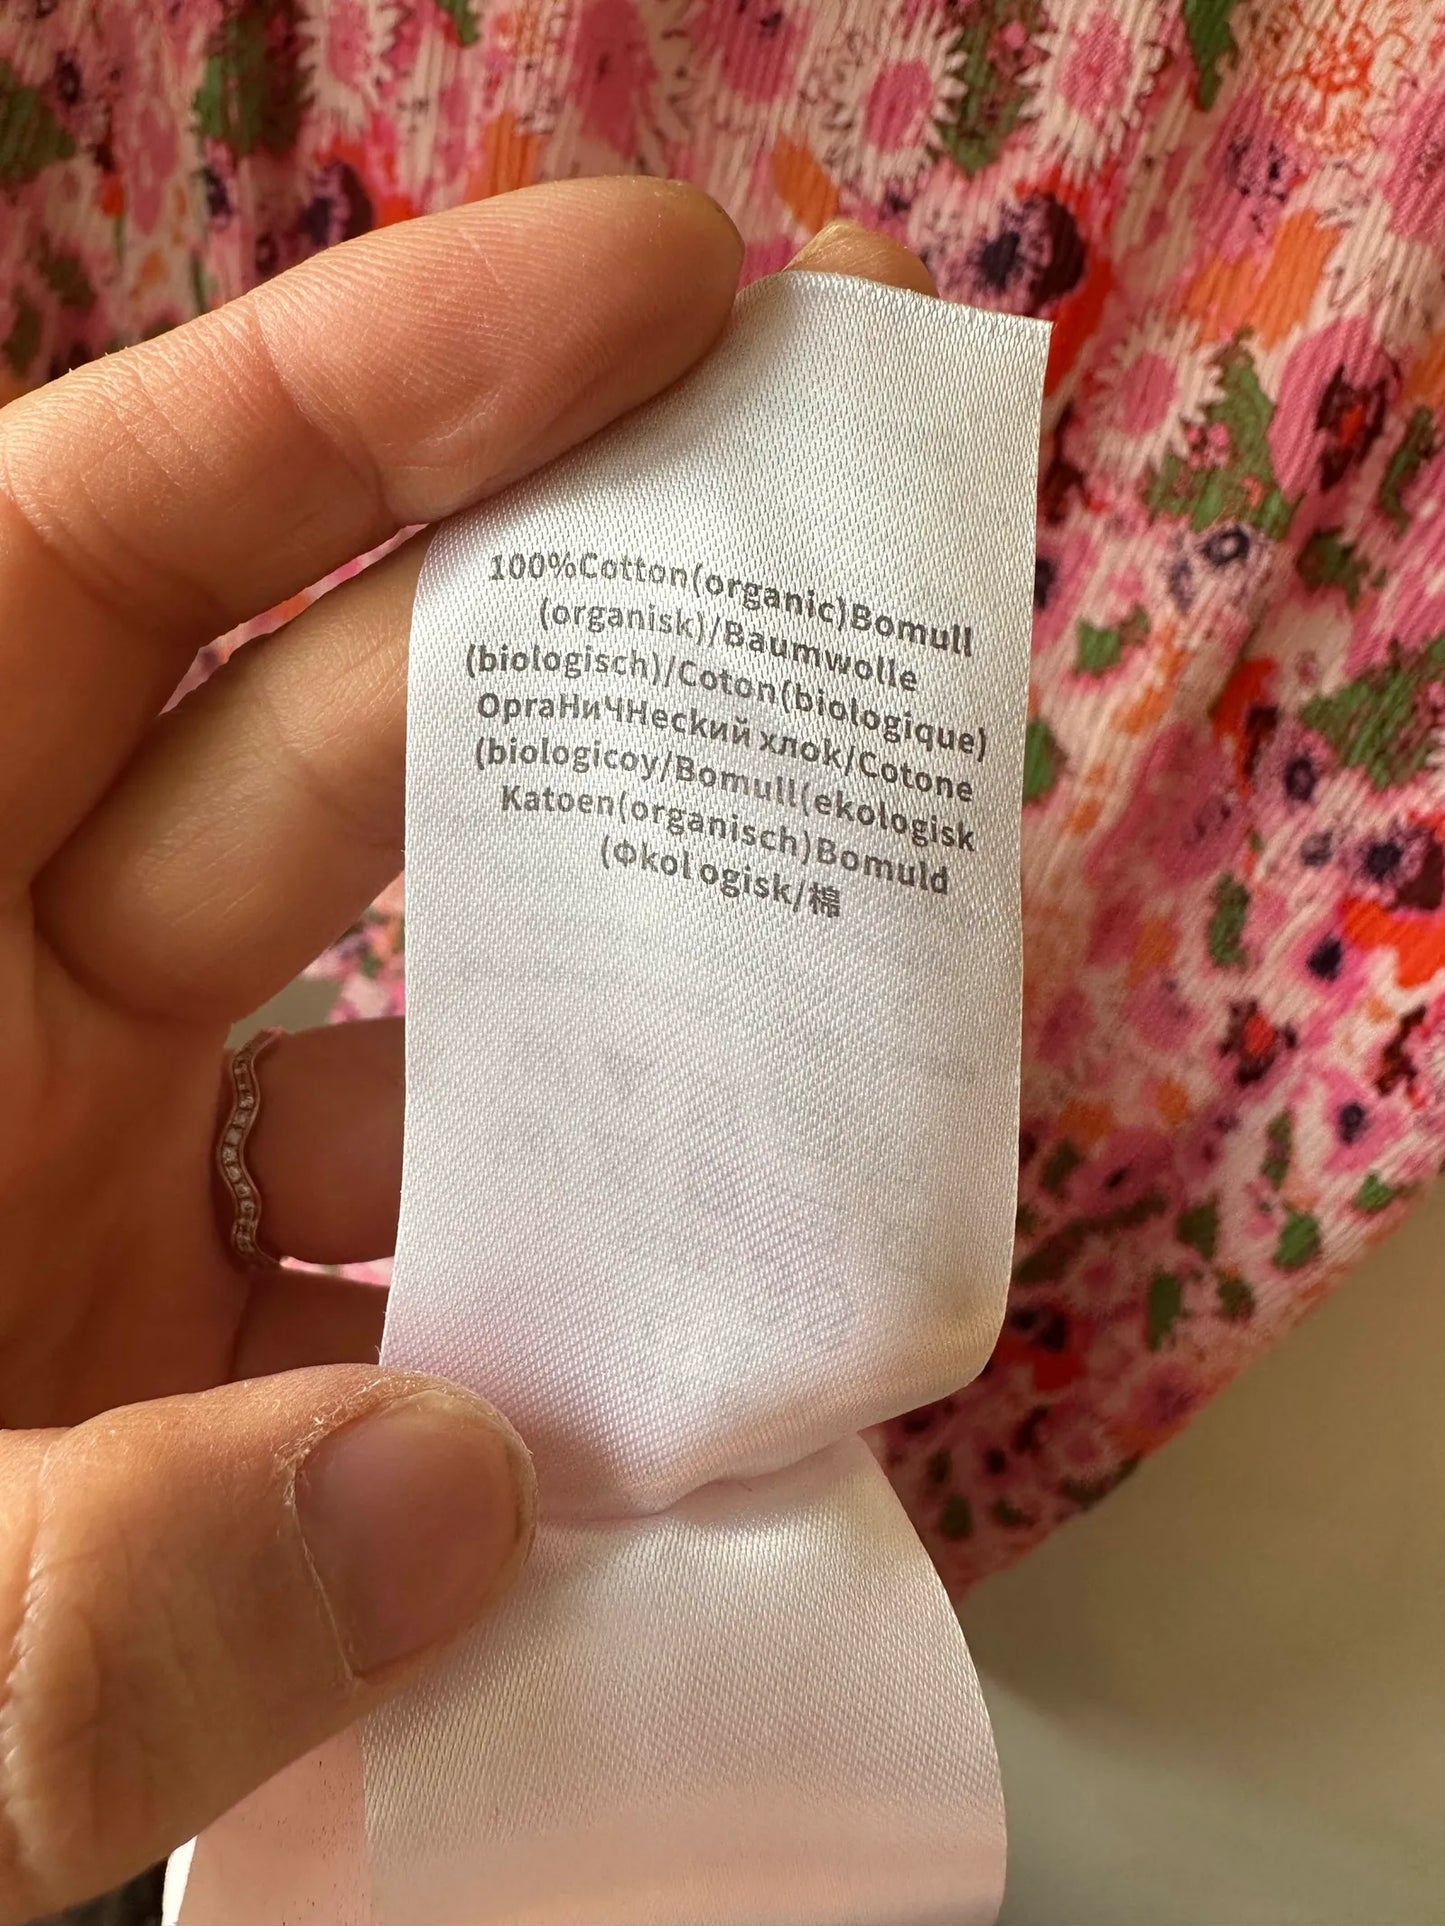 100%Cotton(organic)Bomull
(organisk)/Baumwolle
(biologisch)/Coton(biologique)
ОргаНиЧНеский хлок/Cotone
(biologicoy/Bomull(ekologisk
Katoen(organisch)Bomuld
(Фkol ogisk/棉